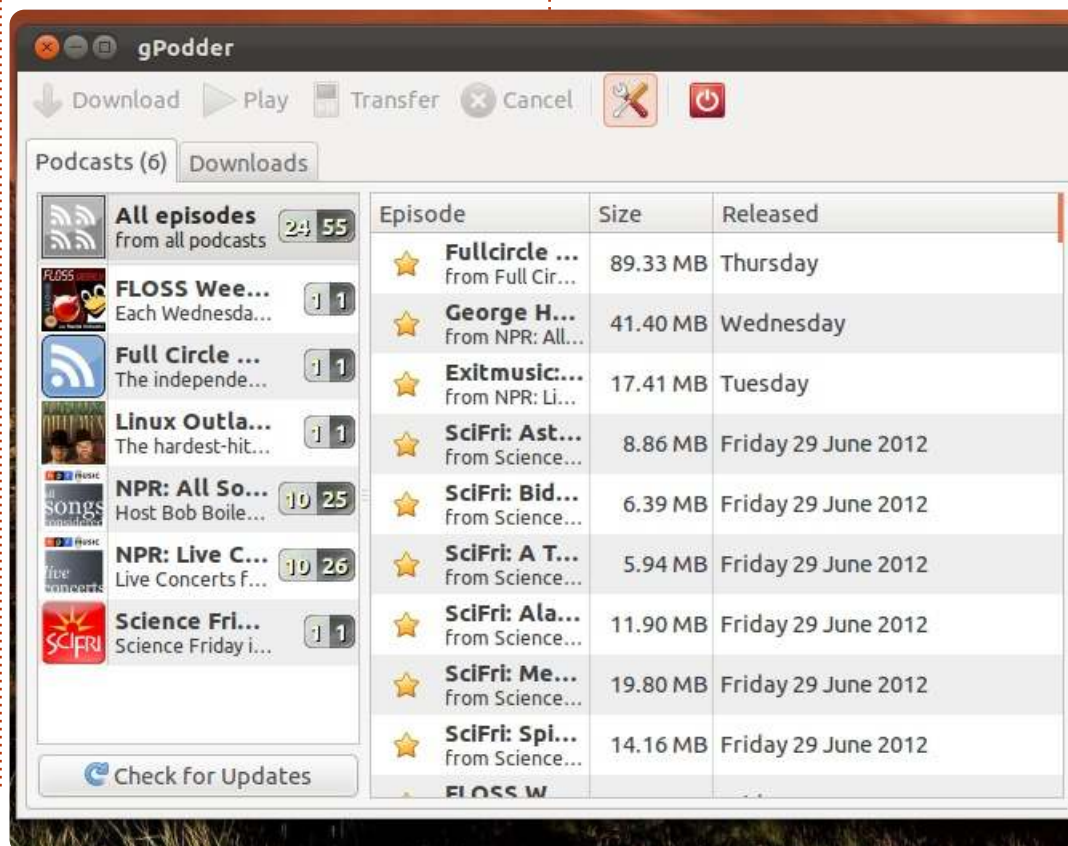 gPodder
Download Play Transfer Cancel
Podcasts (6) Downloads
All episodes
from all podcasts
24 55
FLOSS Wee...
Each Wednesda...
1 1
Full Circle ...
The independe...
1 1
Linux Outla...
The hardest-hit...
1 1
NPR: All So...
Host Bob Boile...
10 25
NPR: Live C...
Live Concerts f...
10 26
SCIFRI
Science Fri...
Science Friday i...
1 1
Check for Updates
Episode Size Released
Fullcircle ...
from Full Cir...
89.33 MB Thursday
George H...
from NPR: All...
41.40 MB Wednesday
Exitmusic:...
from NPR: Li...
17.41 MB Tuesday
SciFri: Ast...
from Science...
8.86 MB Friday 29 June 2012
SciFri: Bid...
from Science...
6.39 MB Friday 29 June 2012
SciFri: A T...
from Science...
5.94 MB Friday 29 June 2012
SciFri: Ala...
from Science...
11.90 MB Friday 29 June 2012
SciFri: Me...
from Science...
19.80 MB Friday 29 June 2012
SciFri: Spi...
from Science...
14.16 MB Friday 29 June 2012
FLOSS W